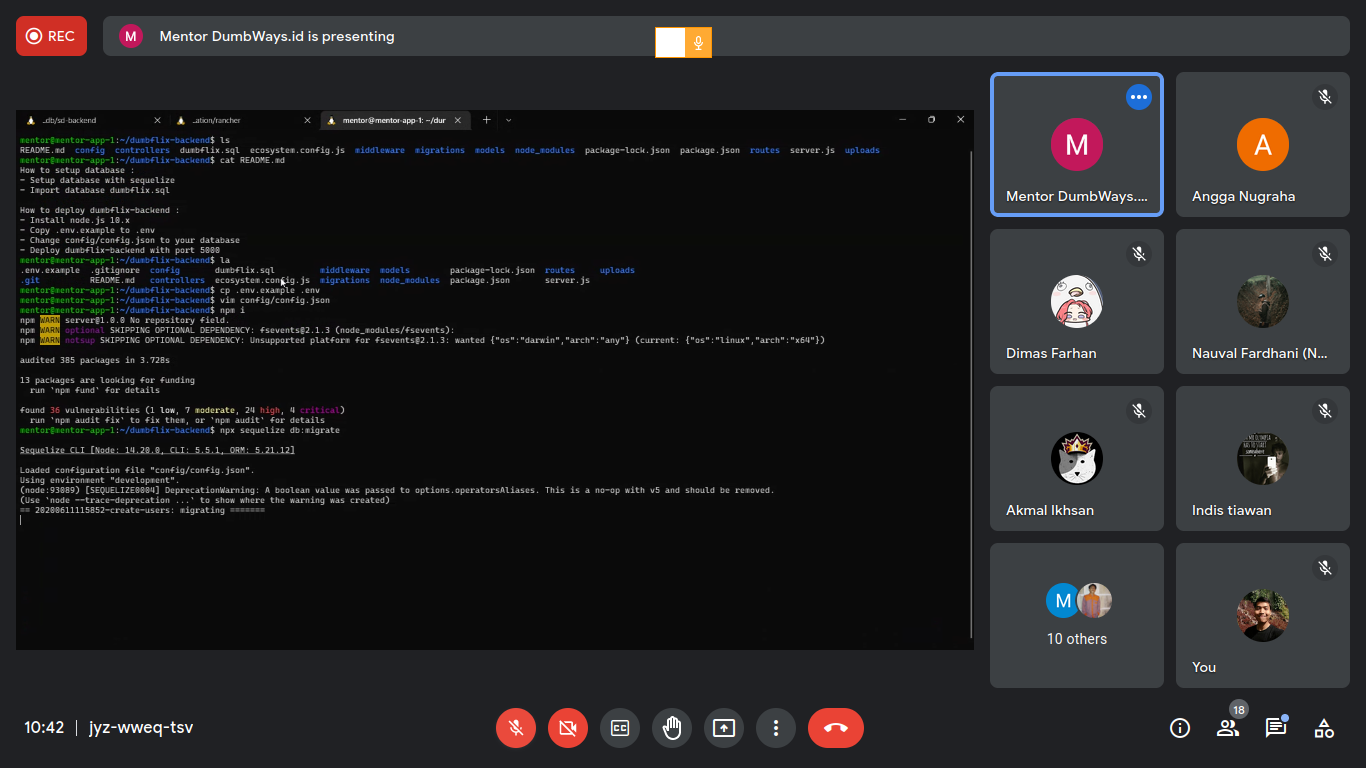 REC
M
Mentor DumbWays.id is presenting
..db/sd-backend
..ation/rancher
mentor@mentor-app-1: ~/dur
mentor@mentor-app-1:~/dumbflix-backend$ ls
README.md config controllers dumbflix.sql ecosystem.config.js middleware migrations models node_modules package-lock.json package.json routes server.js uploads
mentor@mentor-app-1:~/dumbflix-backend$ cat README.md
How to setup database :
- Setup database with sequelize
- Import database dumbflix.sql
How to deploy dumbflix-backend :
- Install node.js 10.x
- Copy .env.example to .env
- Change config/config.json to your database
- Deploy dumbflix-backend with port 5000
mentor@mentor-app-1:~/dumbflix-backend$ la
.env.example .gitignore config dumbflix.sql middleware models package-lock.json routes uploads
.git README.md controllers ecosystem.config.js migrations node_modules package.json server.js
mentor@mentor-app-1:~/dumbflix-backend$ cp .env.example .env
mentor@mentor-app-1:~/dumbflix-backend$ vim config/config.json
mentor@mentor-app-1:~/dumbflix-backend$ npm i
npm WARN server@1.0.0 No repository field.
npm WARN optional SKIPPING OPTIONAL DEPENDENCY: fsevents@2.1.3 (node_modules/fsevents):
npm WARN notsup SKIPPING OPTIONAL DEPENDENCY: Unsupported platform for fsevents@2.1.3: wanted {"os":"darwin","arch":"any"} (current: {"os":"linux","arch":"x64"})
audited 385 packages in 3.728s
13 packages are looking for funding
run `npm fund` for details
found 36 vulnerabilities (1 low, 7 moderate, 24 high, 4 critical)
run `npm audit fix` to fix them, or `npm audit` for details
mentor@mentor-app-1:~/dumbflix-backend$ npx sequelize db:migrate
Sequelize CLI [Node: 14.20.0, CLI: 5.5.1, ORM: 5.21.12]
Loaded configuration file "config/config.json".
Using environment "development".
(node:93089) [SEQUELIZE0004] DeprecationWarning: A boolean value was passed to options.operatorsAliases. This is a no-op with v5 and should be removed.
(Use `node --trace-deprecation ...` to show where the warning was created)
== 20200611115852-create-users: migrating =======
M
Mentor DumbWays....
A
Angga Nugraha
Dimas Farhan
Nauval Fardhani (N...
Akmal Ikhsan
Indis tiawan
M
10 others
You
10:42 | jyz-wweq-tsv
CC
18